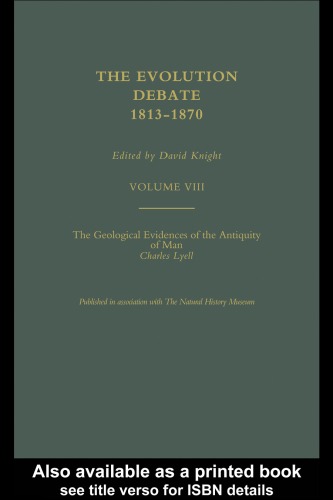 THE EVOLUTION
DEBATE
1813–1870
Edited by David Knight
VOLUME VIII
The Geological Evidences of the Antiquity
of Man
Charles Lyell
Published in association with The Natural History Museum
Also available as a printed book
see title verso for ISBN details